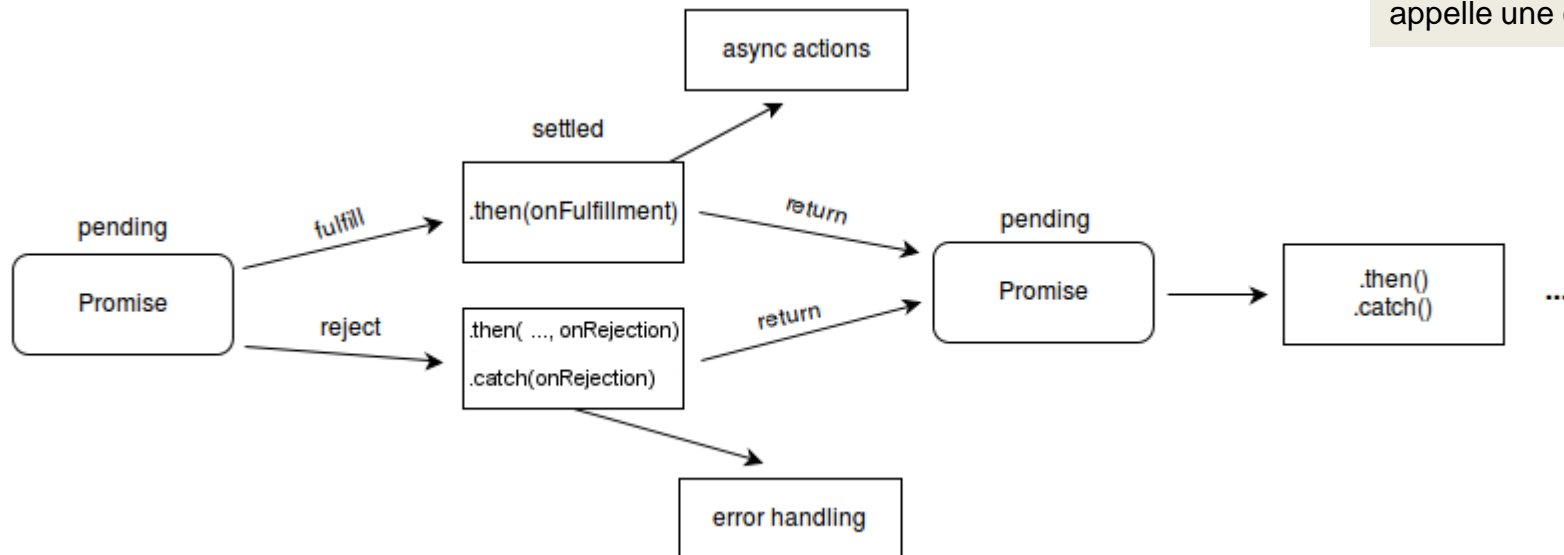 appelle une
async actions
settled
.then(onFulfillment)
return
pending
fulfill
pending
Promise
Promise
.then()
.catch()
...
reject
.then( ..., onRejection)
.catch(onRejection)
return
error handling